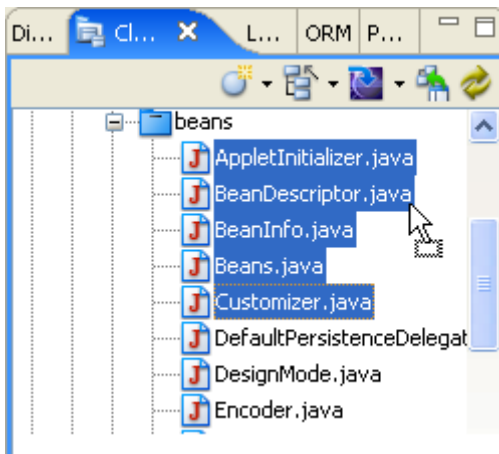 Di... Cl... L... ORM P...
beans
AppletInitializer.java
BeanDescriptor.java
BeanInfo.java
Beans.java
Customizer.java
DefaultPersistenceDelegat
DesignMode.java
Encoder.java